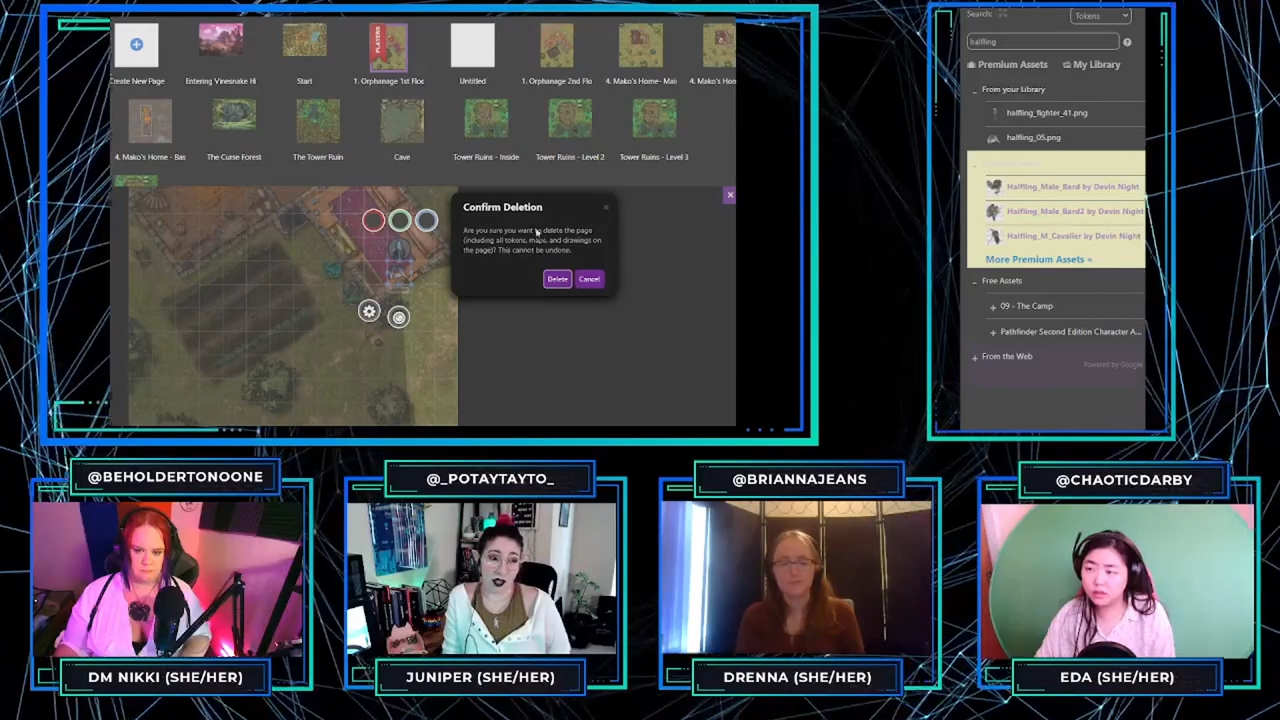 Create New Page
Entering Vinesnake Hi
Start
1. Orphanage 1st Floo
PLAYERS
Untitled
1. Orphanage 2nd Flo
4. Mako's Home- Mai
4. Mako's Hom
4. Mako's Home - Bas
The Curse Forest
The Tower Ruin
Cave
Tower Ruins - Inside
Tower Ruins - Level 2
Tower Ruins - Level 3
Confirm Deletion
Are you sure you want to delete the page
(including all tokens, maps, and drawings on
the page)? This cannot be undone.
Delete
Cancel
Search:
Tokens
halfling
Premium Assets
My Library
From your Library
halfling_fighter_41.png
halfling_05.png
Halfling_Male_Bard by Devin Night
Halfling_Male_Bard2 by Devin Night
Halfling_M_Cavalier by Devin Night
More Premium Assets »
Free Assets
09 - The Camp
Pathfinder Second Edition Character A...
From the Web
Powered by Google
@BEHOLDERTONOONE
@_POTAYTAYTO_
@BRIANNAJEANS
@CHAOTICDARBY
DM NIKKI (SHE/HER)
JUNIPER (SHE/HER)
DRENNA (SHE/HER)
EDA (SHE/HER)